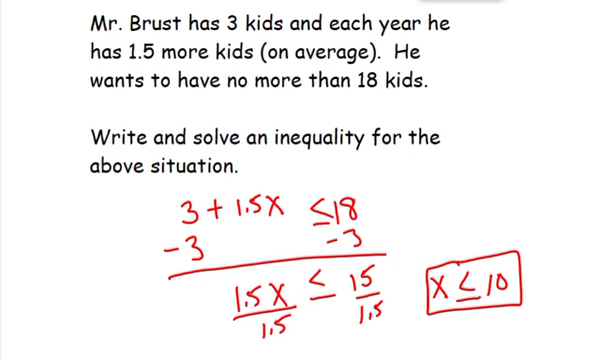 Mr. Brust has 3 kids and each year he
has 1.5 more kids (on average). He
wants to have no more than 18 kids.
Write and solve an inequality for the
above situation.
3 + 1.5x ≤ 18
-3 -3
1.5x ≤ 15
1.5 1.5
x ≤ 10